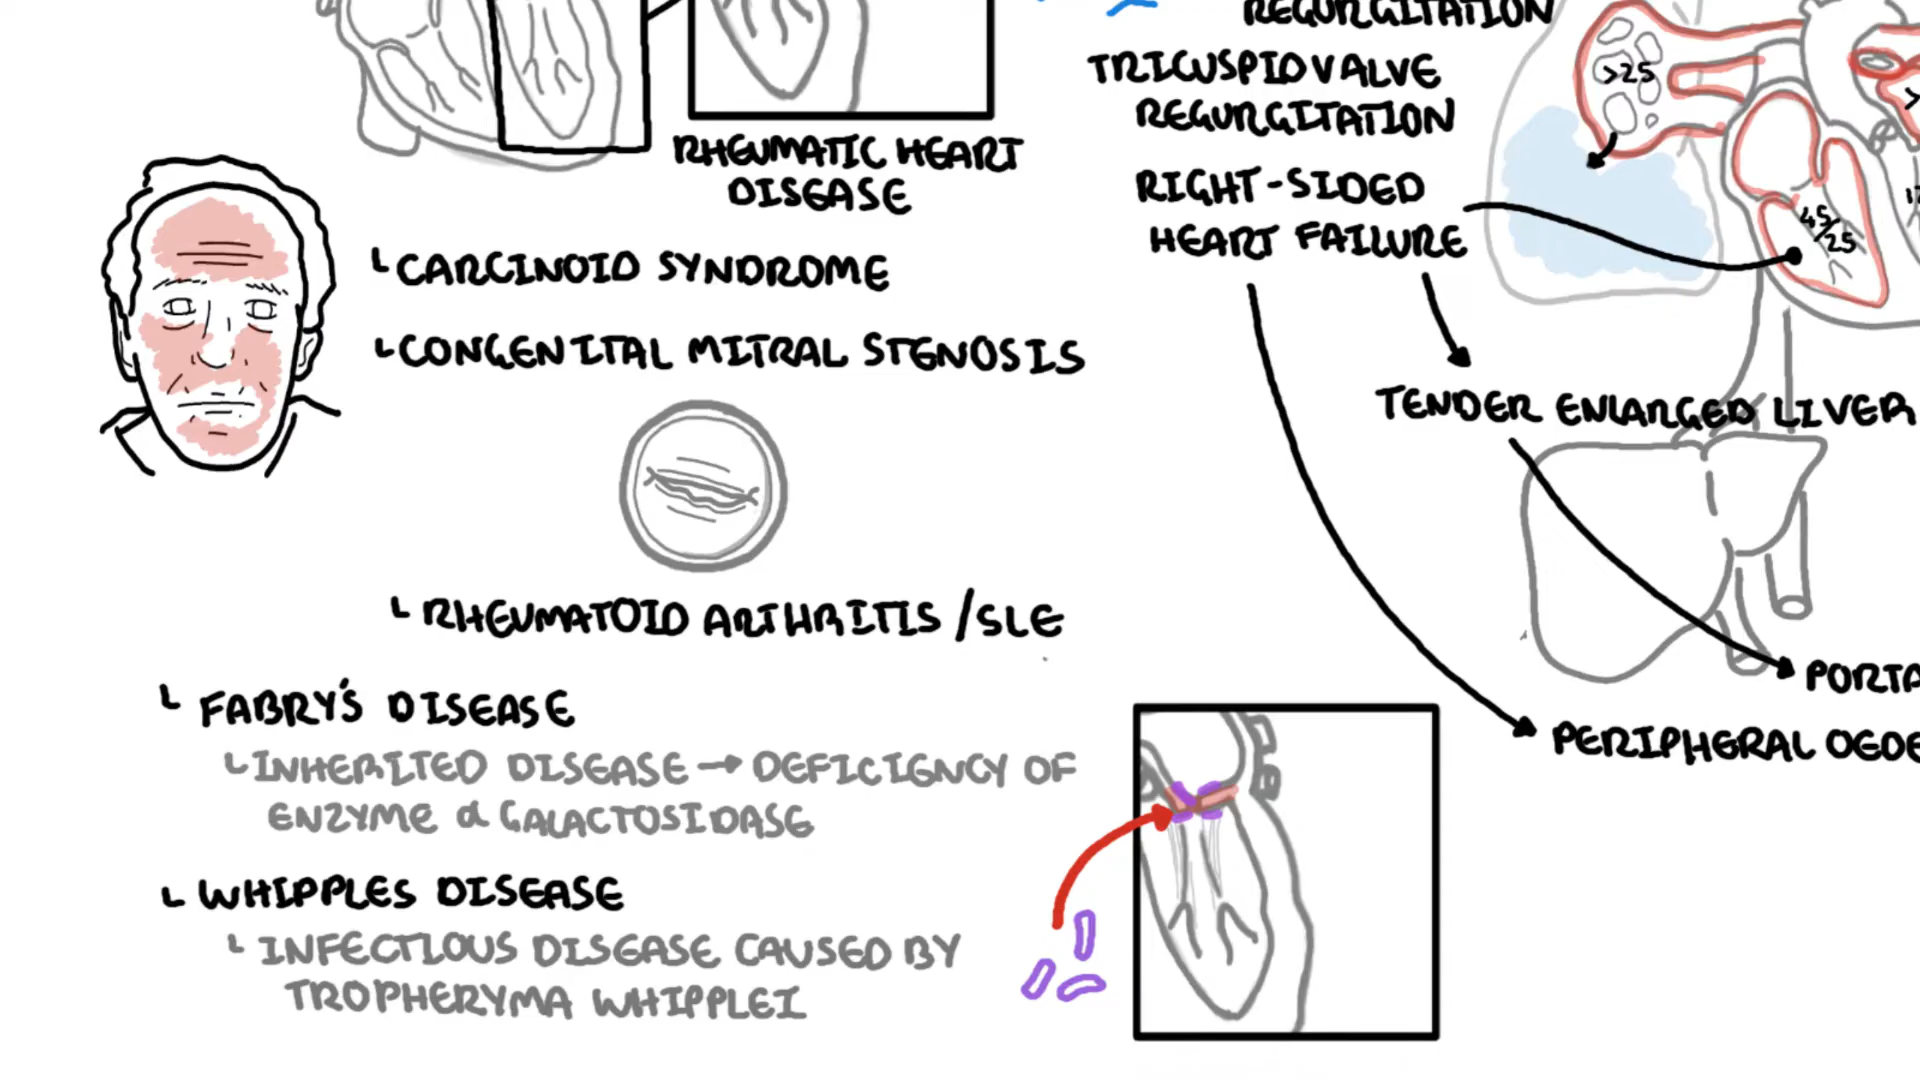 RHEUMATIC HEART
DISEASE
└ CARCINOID SYNDROME
└ CONGENITAL MITRAL STENOSIS
└ RHEUMATOID ARTHRITIS /SLE
└ FABRY'S DISEASE
└ INHERITED DISEASE → DEFICIENCY OF
ENZYME α GALACTOSIDASE
└ WHIPPLES DISEASE
└ INFECTIOUS DISEASE CAUSED BY
TROPHERYMA WHIPPLEI
REGURGITATION
TRICUSPID VALVE
REGURGITATION
RIGHT-SIDED
HEART FAILURE
>25
45/25
TENDER ENLARGED LIVER
PORTA
PERIPHERAL OEDE